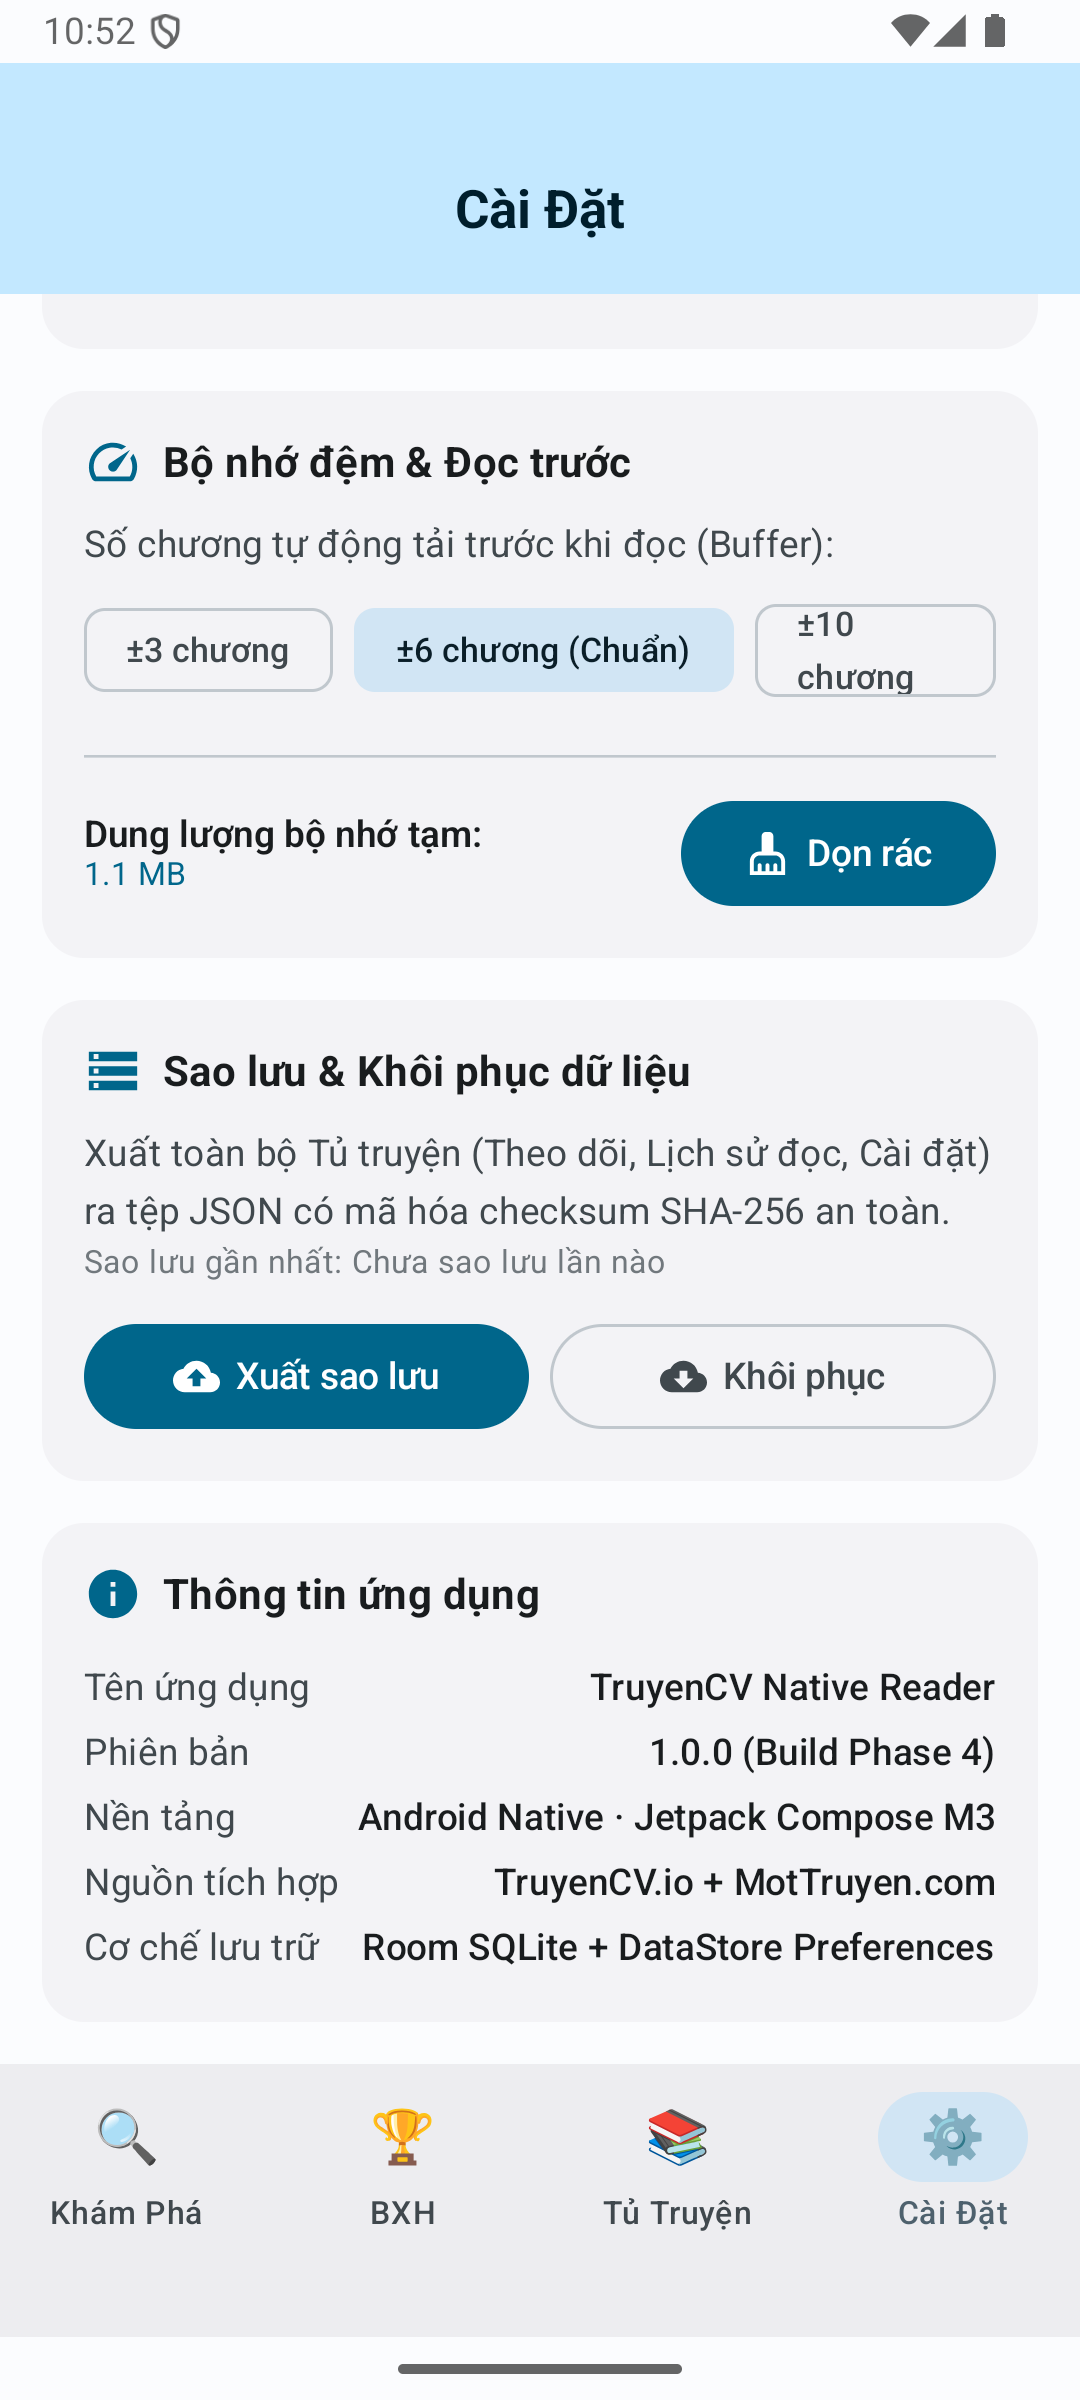 10:52
Cài Đặt
Bộ nhớ đệm & Đọc trước
Số chương tự động tải trước khi đọc (Buffer):
±3 chương
±6 chương (Chuẩn)
±10
chương
Dung lượng bộ nhớ tạm:
1.1 MB
Dọn rác
Sao lưu & Khôi phục dữ liệu
Xuất toàn bộ Tủ truyện (Theo dõi, Lịch sử đọc, Cài đặt)
ra tệp JSON có mã hóa checksum SHA-256 an toàn.
Sao lưu gần nhất: Chưa sao lưu lần nào
Xuất sao lưu
Khôi phục
Thông tin ứng dụng
Tên ứng dụng TruyenCV Native Reader
Phiên bản 1.0.0 (Build Phase 4)
Nền tảng Android Native · Jetpack Compose M3
Nguồn tích hợp TruyenCV.io + MotTruyen.com
Cơ chế lưu trữ Room SQLite + DataStore Preferences
Khám Phá
BXH
Tủ Truyện
Cài Đặt